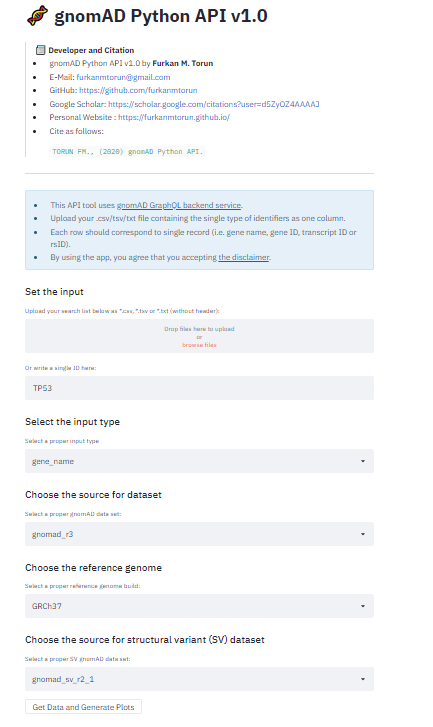 gnomAD Python API v1.0
Developer and Citation
gnomAD Python API v1.0 by Furkan M. Torun
E-Mail: furkanmtorun@gmail.com
GitHub: https://github.com/furkanmtorun
Google Scholar: https://scholar.google.com/citations?user=d5ZyOZ4AAAAJ
Personal Website : https://furkanmtorun.github.io/
Cite as follows:
TORUN FM., (2020) gnomAD Python API.
This API tool uses gnomAD GraphQL backend service.
Upload your .csv/tsv/txt file containing the single type of identifiers as one column.
Each row should correspond to single record (i.e. gene name, gene ID, transcript ID or
rsID).
By using the app, you agree that you accepting the disclaimer.
Set the input
Upload your search list below as *.csv, *.tsv or *.txt (without header):
Drop files here to upload
or
browse files
Or write a single ID here:
TP53
Select the input type
Select a proper input type
gene_name
Choose the source for dataset
Select a proper gnomAD data set:
gnomad_r3
Choose the reference genome
Select a proper reference genome build:
GRCh37
Choose the source for structural variant (SV) dataset
Select a proper SV gnomAD data set:
gnomad_sv_r2_1
Get Data and Generate Plots